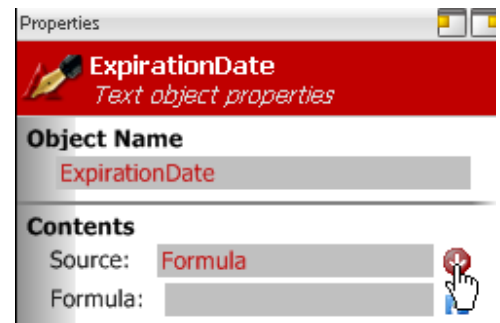 Properties
ExpirationDate
Text object properties
Object Name
ExpirationDate
Contents
Source: Formula
Formula: